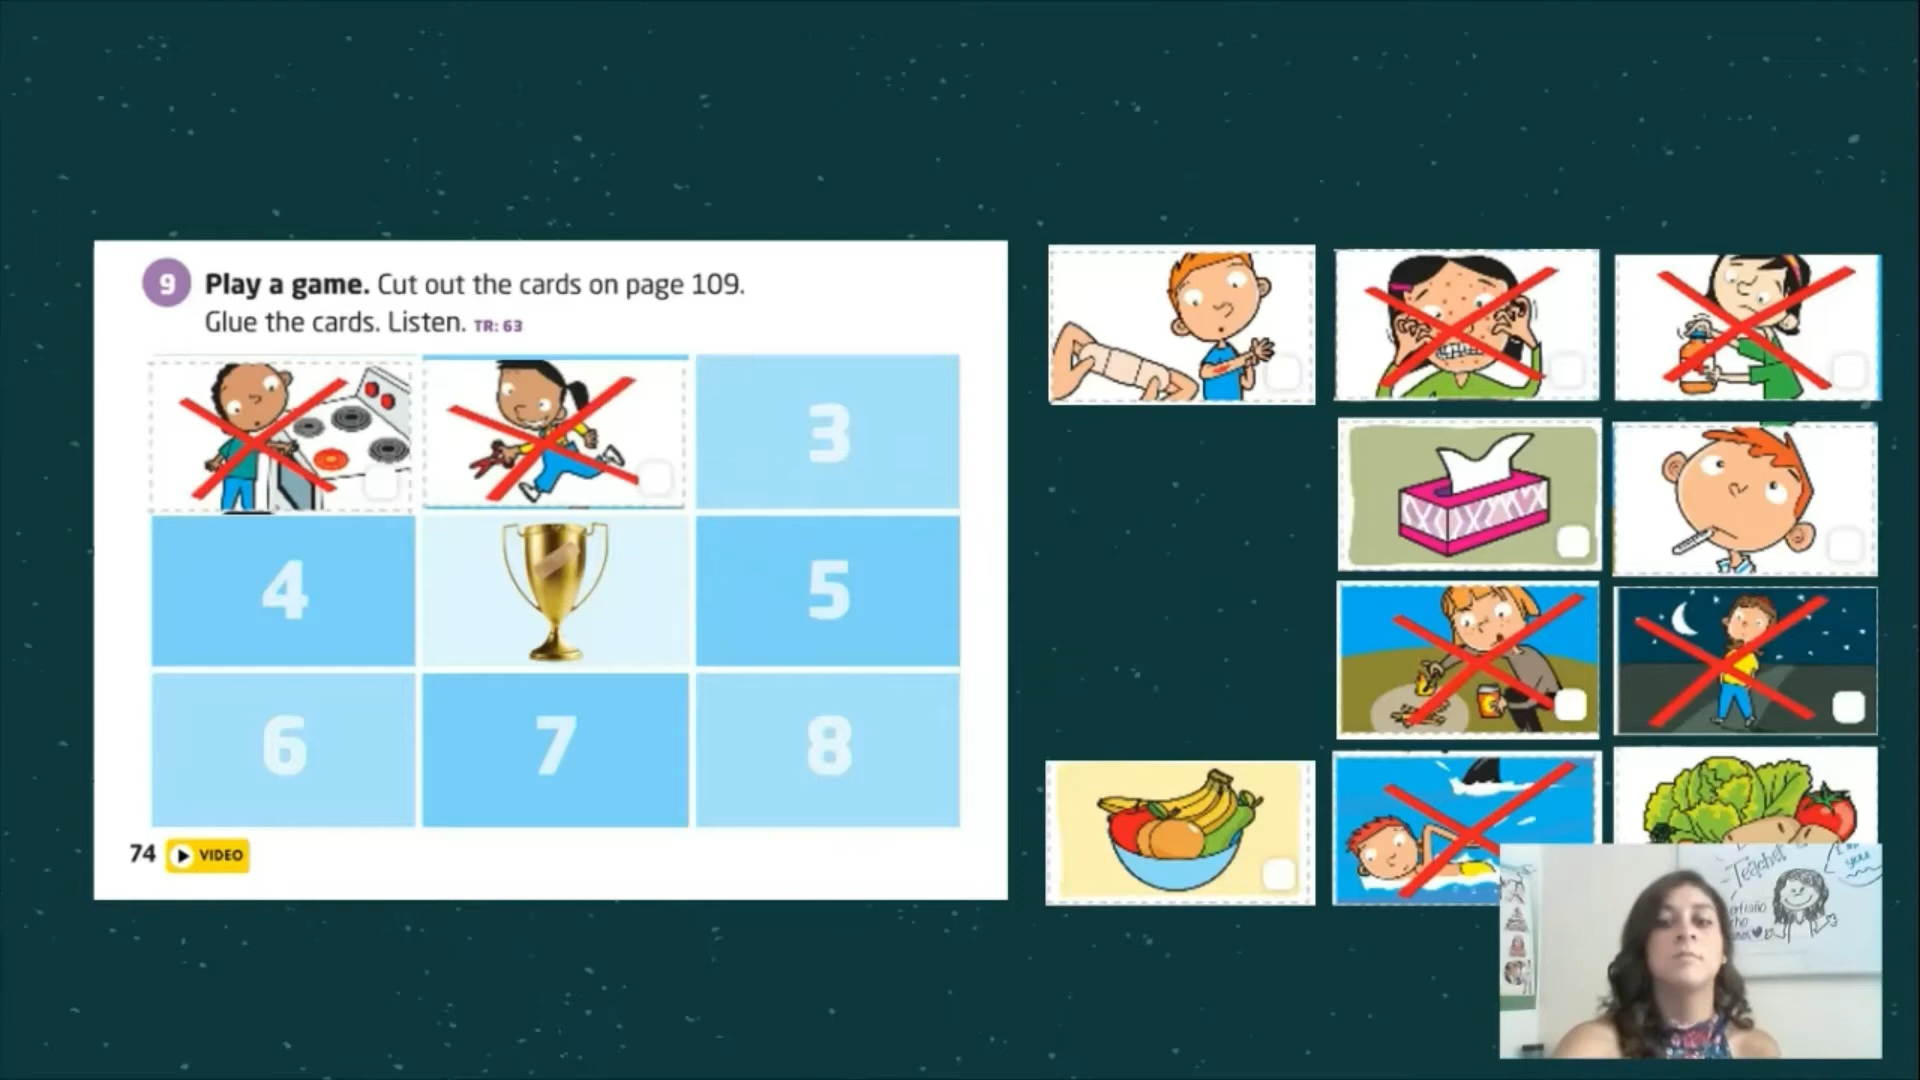 9 Play a game. Cut out the cards on page 109.
Glue the cards. Listen. TR: 63
3
4
5
6
7
8
74 VIDEO
Teacher
you